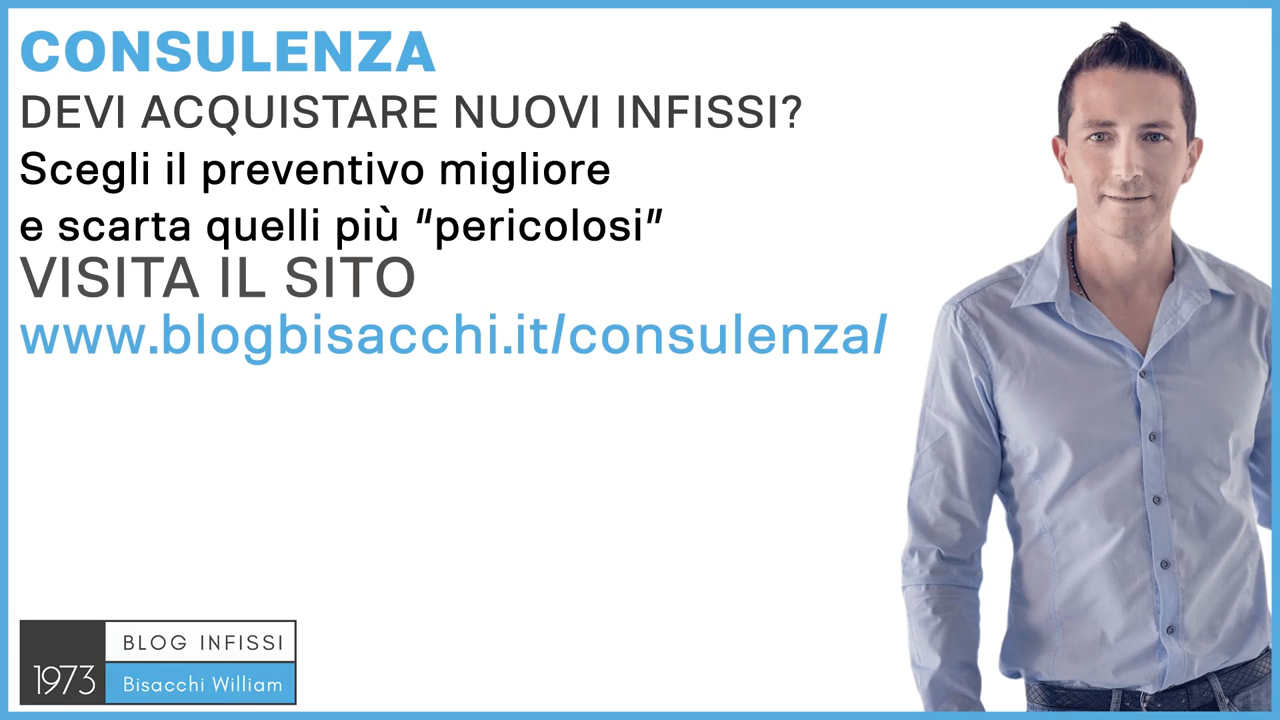 CONSULENZA
DEVI ACQUISTARE NUOVI INFISSI?
Scegli il preventivo migliore
e scarta quelli più “pericolosi”
VISITA IL SITO
www.blogbisacchi.it/consulenza/
BLOG INFISSI
1973 Bisacchi William